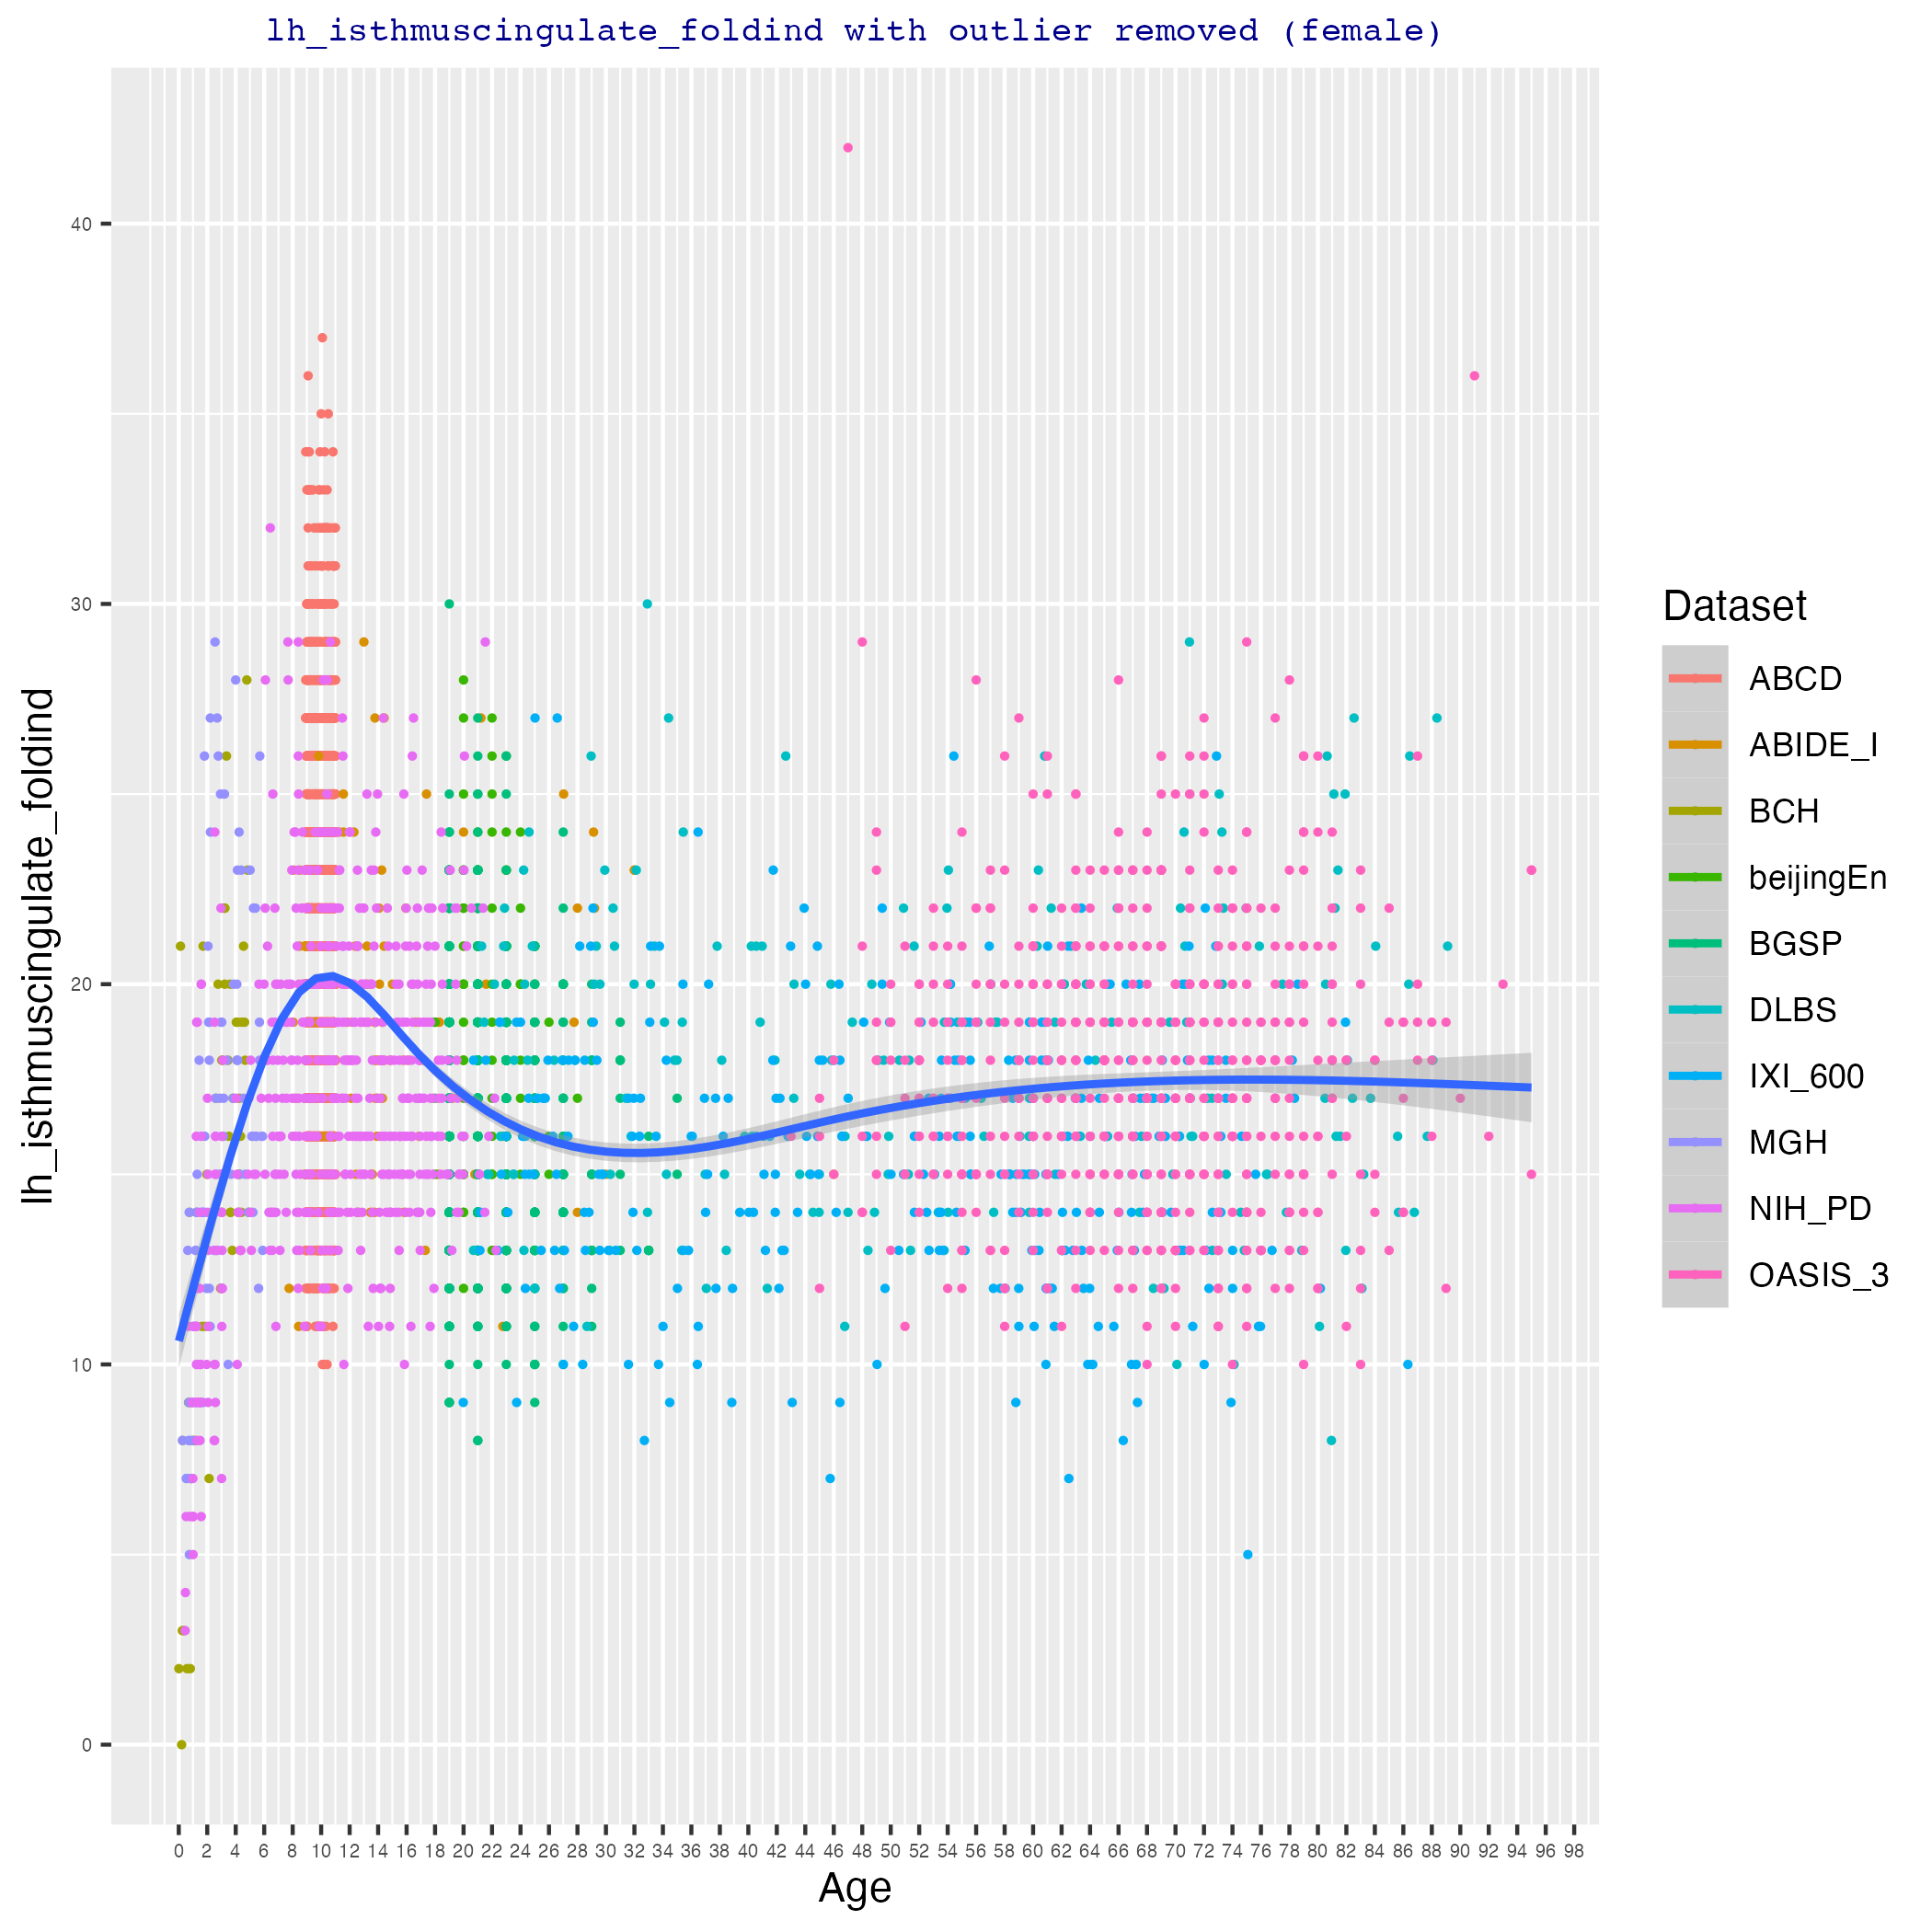 lh_isthmuscingulate_foldind with outlier removed (female)
lh_isthmuscingulate_foldind
40
30
20
10
0
0 2 4 6 8 10 12 14 16 18 20 22 24 26 28 30 32 34 36 38 40 42 44 46 48 50 52 54 56 58 60 62 64 66 68 70 72 74 76 78 80 82 84 86 88 90 92 94 96 98
Age
Dataset
ABCD
ABIDE_I
BCH
beijingEn
BGSP
DLBS
IXI_600
MGH
NIH_PD
OASIS_3